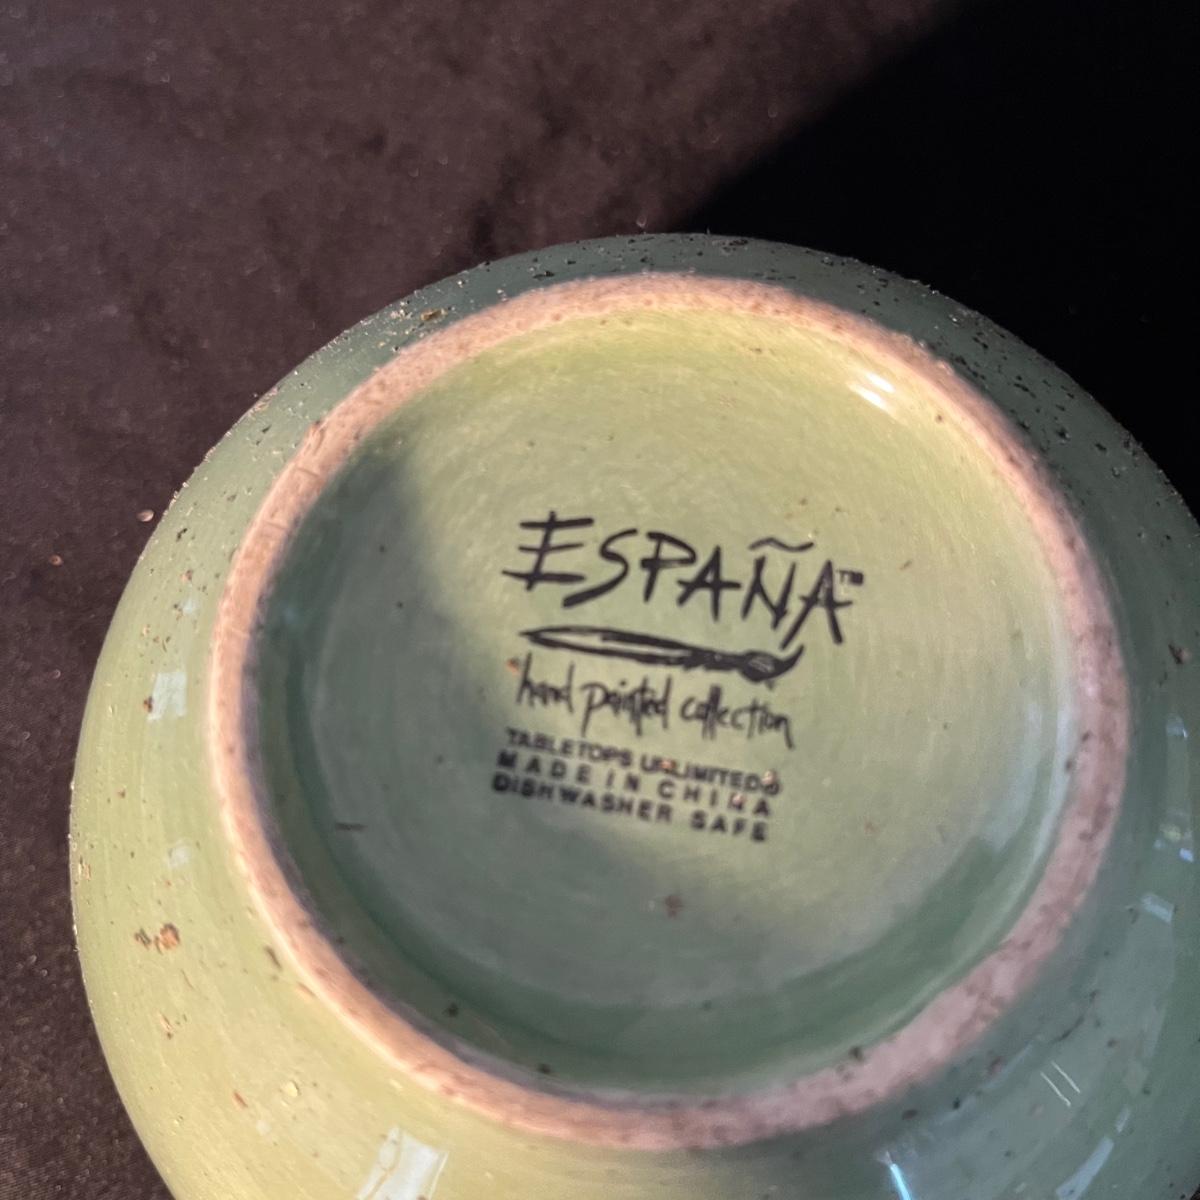 ESPAÑA™
hand painted collection
TABLETOPS UNLIMITED®
MADE IN CHINA
DISHWASHER SAFE